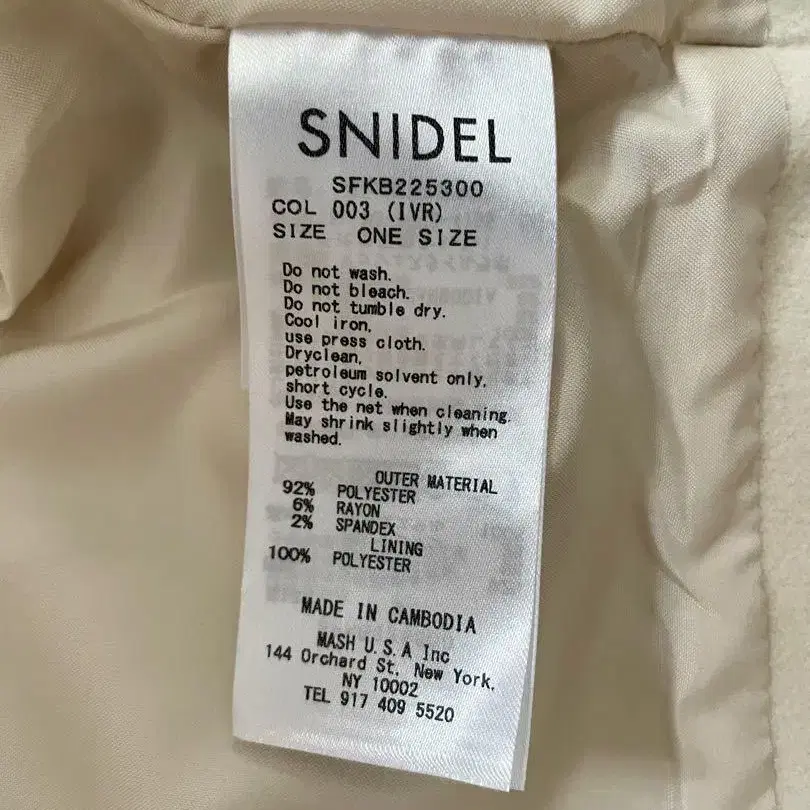 SNIDEL
SFKB225300
COL 003 (IVR)
SIZE ONE SIZE
Do not wash.
Do not bleach.
Do not tumble dry.
Cool iron,
use press cloth.
Dryclean,
petroleum solvent only,
short cycle.
Use the net when cleaning.
May shrink slightly when
washed.
OUTER MATERIAL
92% POLYESTER
6% RAYON
2% SPANDEX
LINING
100% POLYESTER
MADE IN CAMBODIA
MASH U.S.A Inc
144 Orchard St. New York.
NY 10002
TEL 917 409 5520